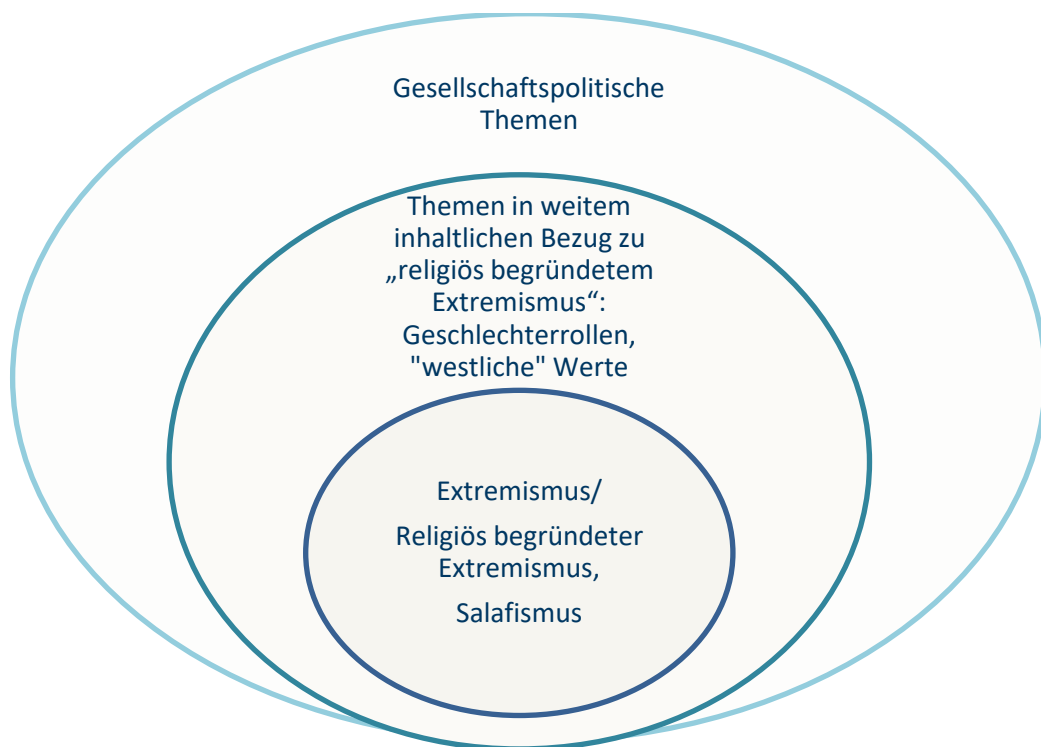 Gesellschaftspolitische
Themen
Themen in weitem
inhaltlichen Bezug zu
„religiös begründetem
Extremismus“:
Geschlechterrollen,
"westliche" Werte
Extremismus/
Religiös begründeter
Extremismus,
Salafismus